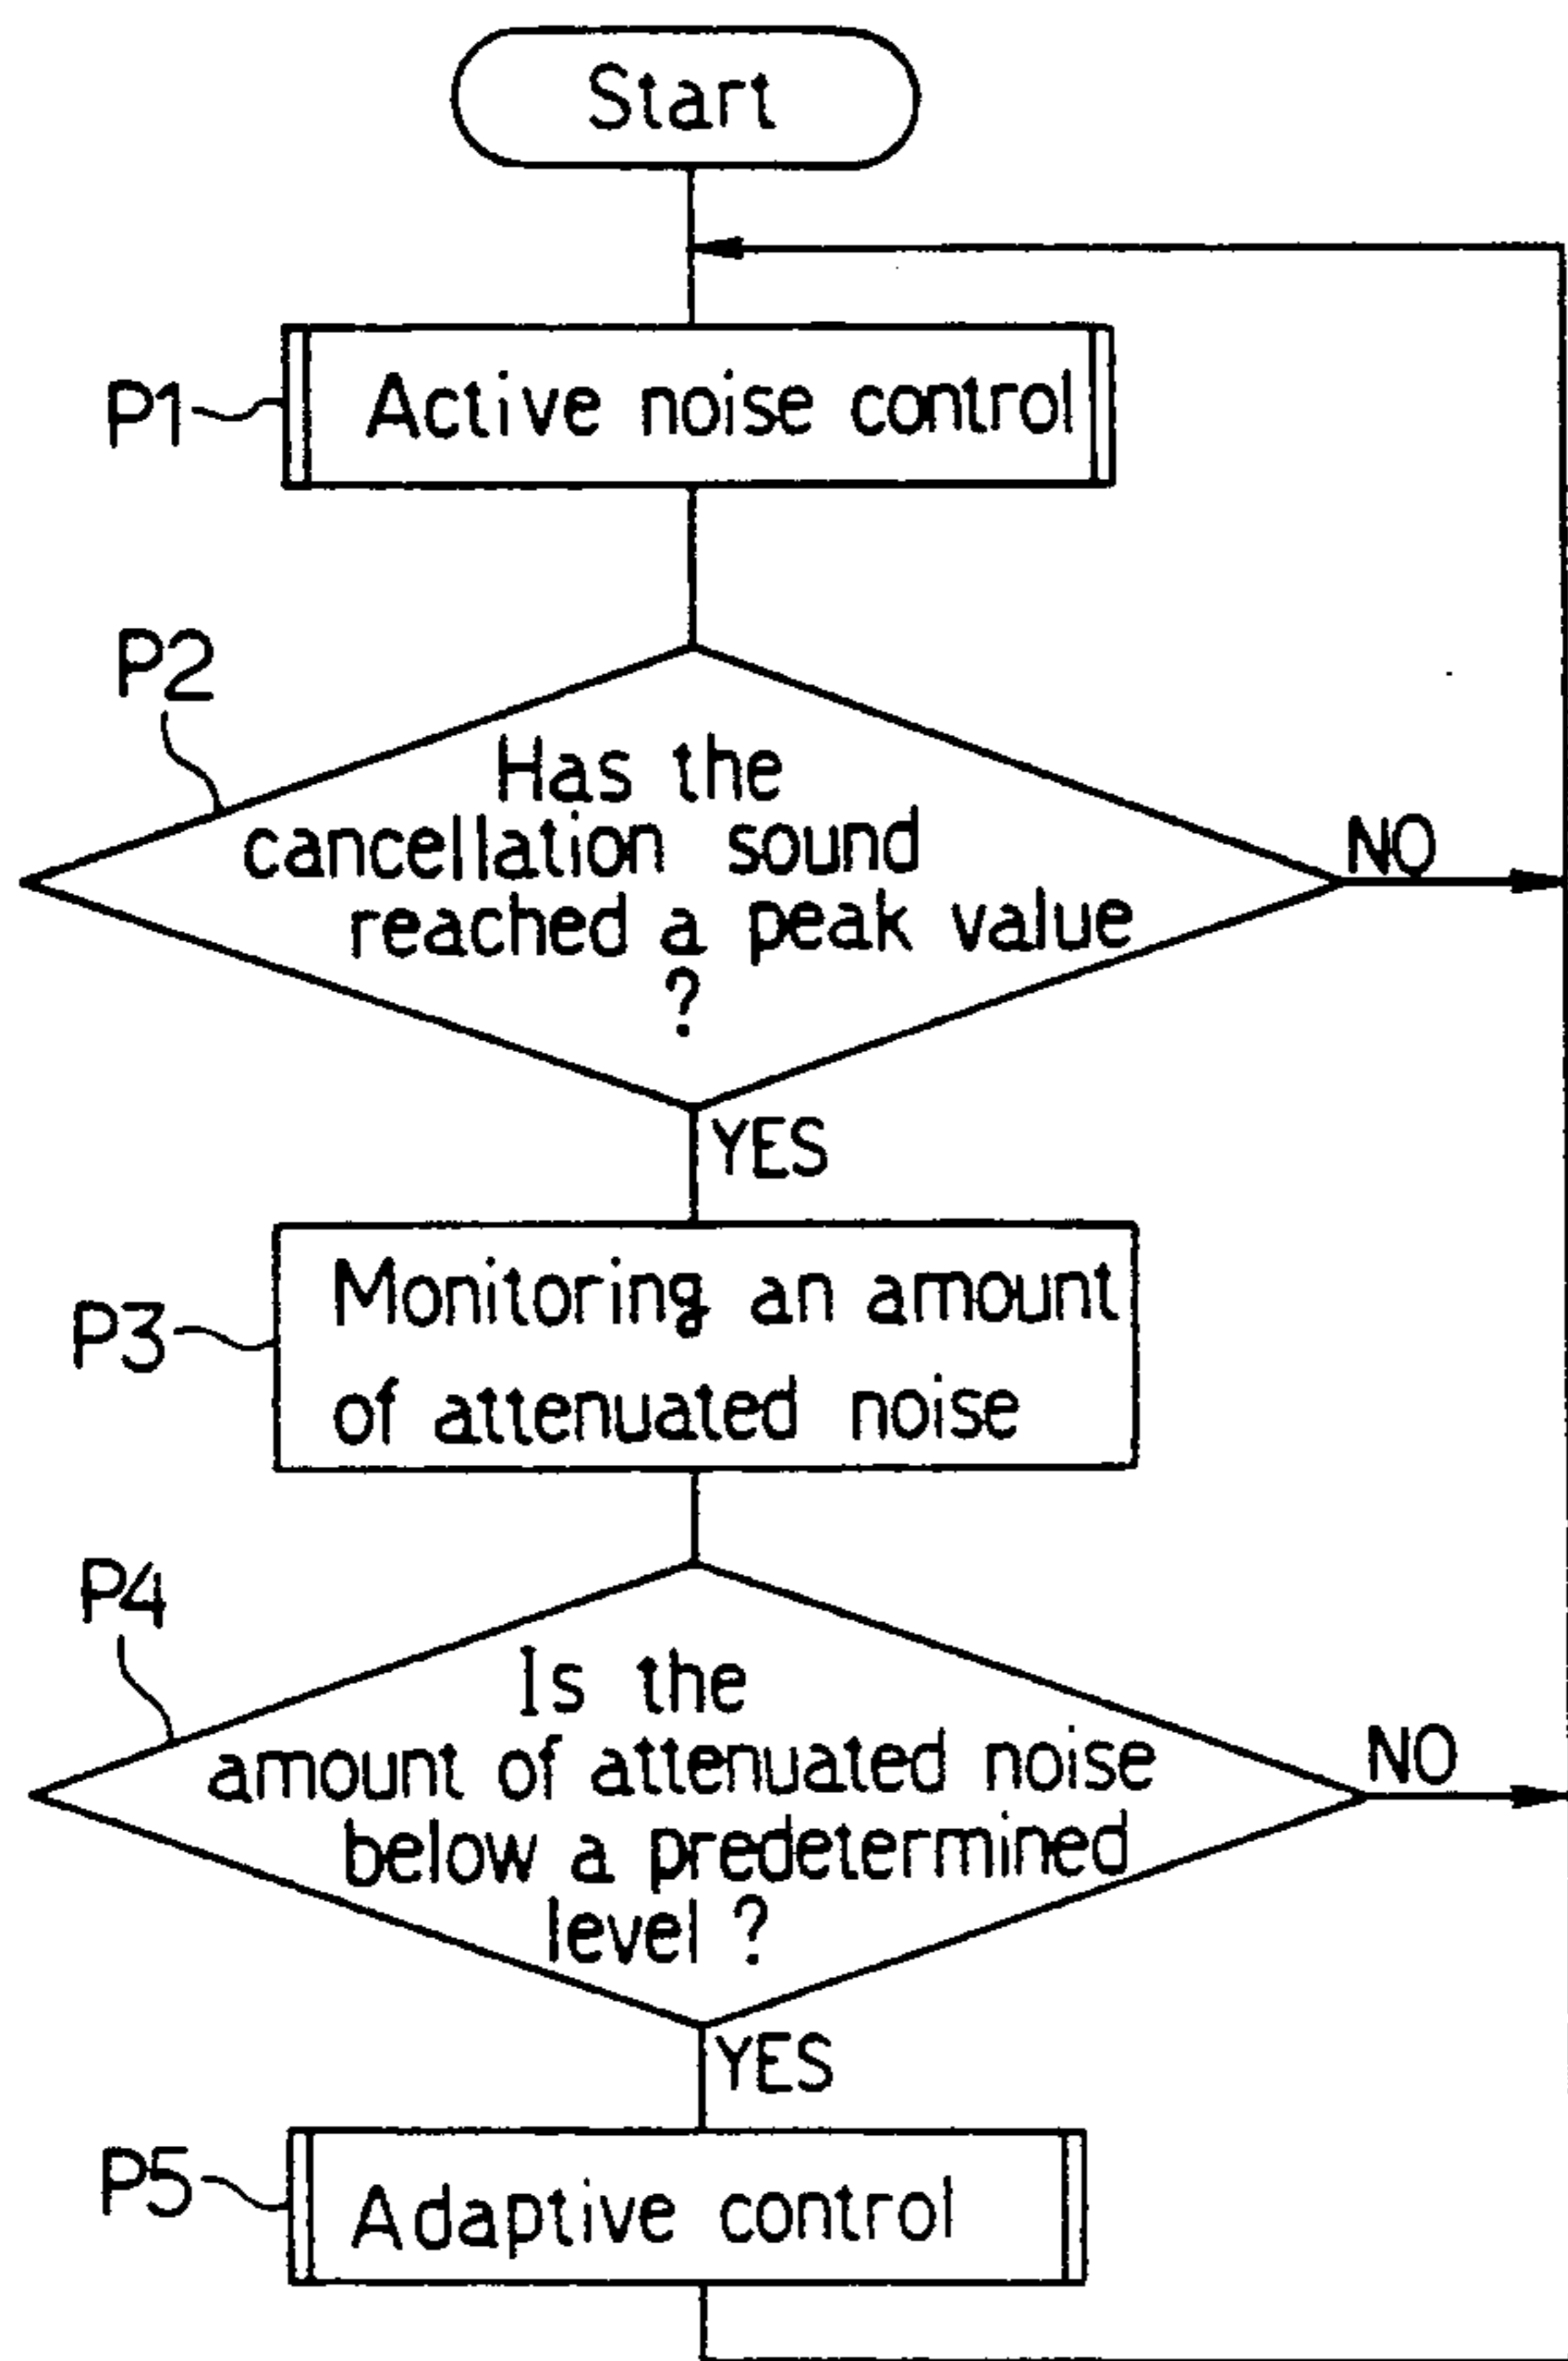 Start
P1
Active noise control
P2
Has the
cancellation sound
reached a peak value
?
NO
YES
P3
Monitoring an amount
of attenuated noise
P4
Is the
amount of attenuated noise
below a predetermined
level ?
NO
YES
P5
Adaptive control